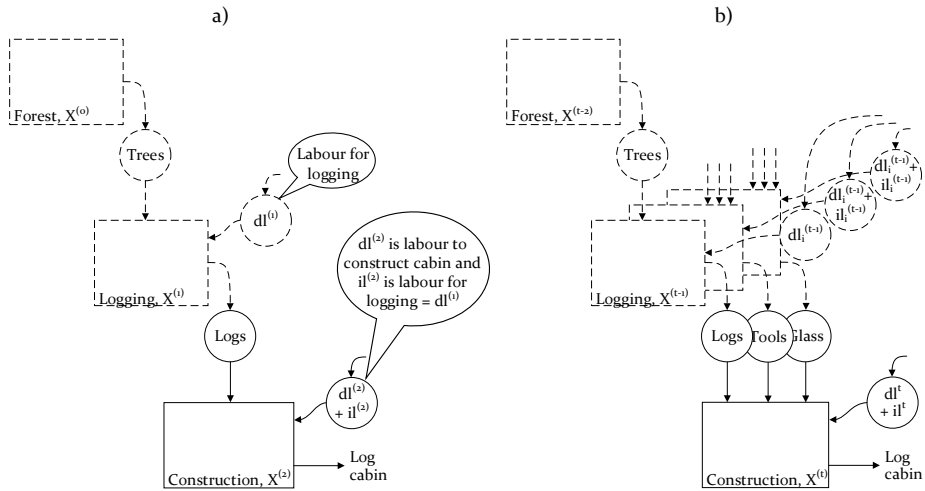 a)
Forest, X⁽⁰⁾
Trees
Labour for
logging
dl⁽¹⁾
Logging, X⁽¹⁾
dl⁽²⁾ is labour to
construct cabin and
il⁽²⁾ is labour for
logging = dl⁽¹⁾
Logs
dl⁽²⁾
+ il⁽²⁾
Construction, X⁽²⁾
Log
cabin
b)
Forest, X⁽ᵗ⁻²⁾
Trees
dlᵢ⁽ᵗ⁻¹⁾+
ilᵢ⁽ᵗ⁻¹⁾
dlᵢ⁽ᵗ⁻¹⁾+
ilᵢ⁽ᵗ⁻¹⁾
dlᵢ⁽ᵗ⁻¹⁾
Logging, X⁽ᵗ⁻¹⁾
Logs
Tools
Glass
dlᵗ
+ ilᵗ
Construction, X⁽ᵗ⁾
Log
cabin